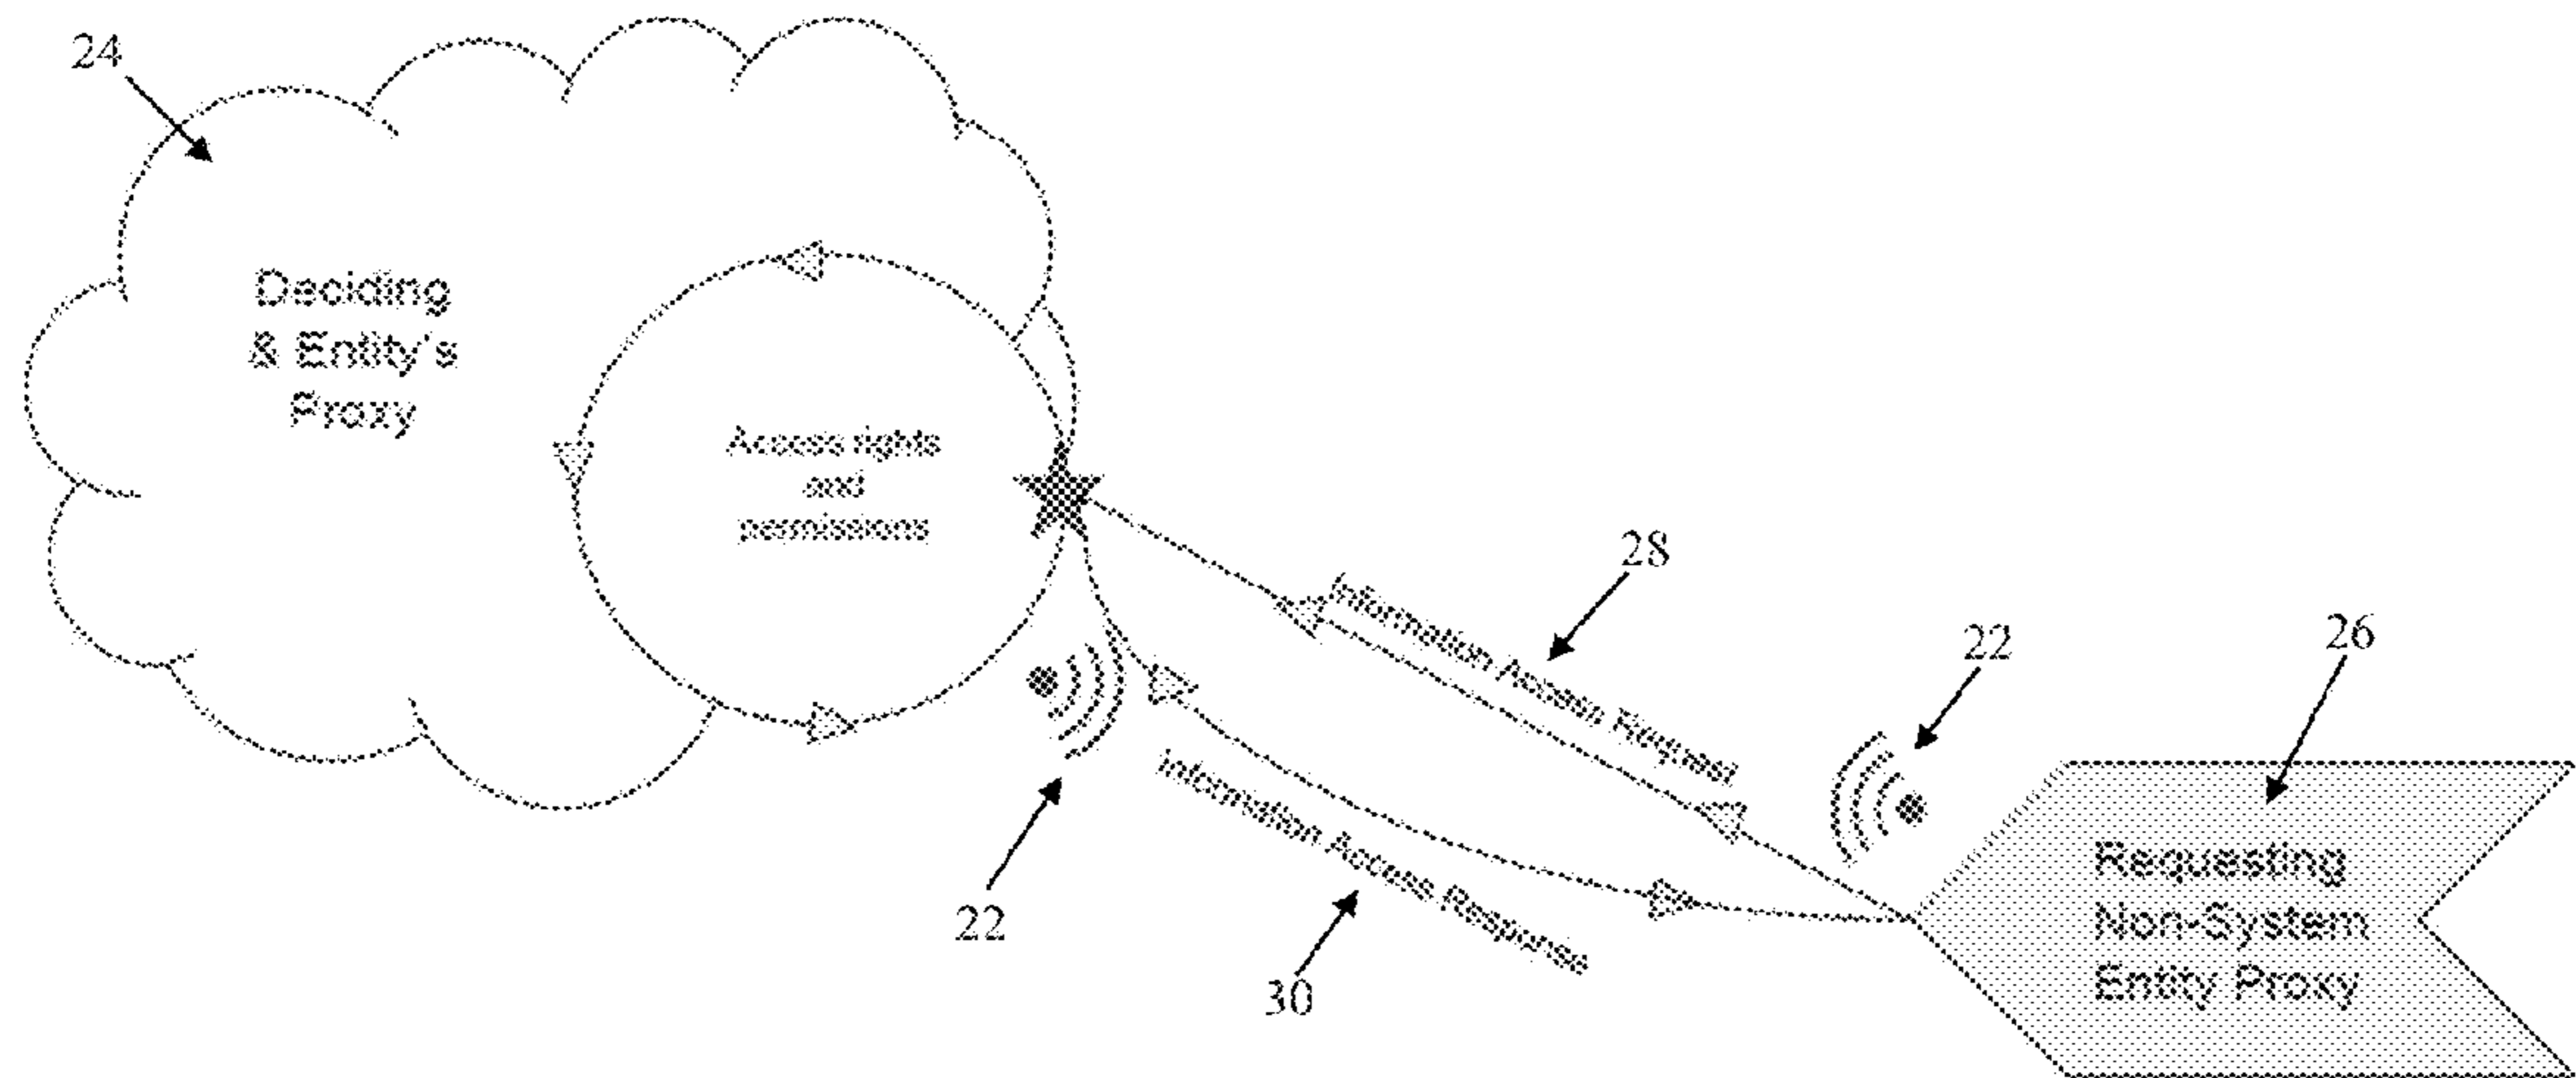 24
Deciding
& Entity's
Proxy
Access rights
and
permissions
28
Information Access Request
22
26
22
Information Access Response
30
Requesting
Non-System
Entity Proxy